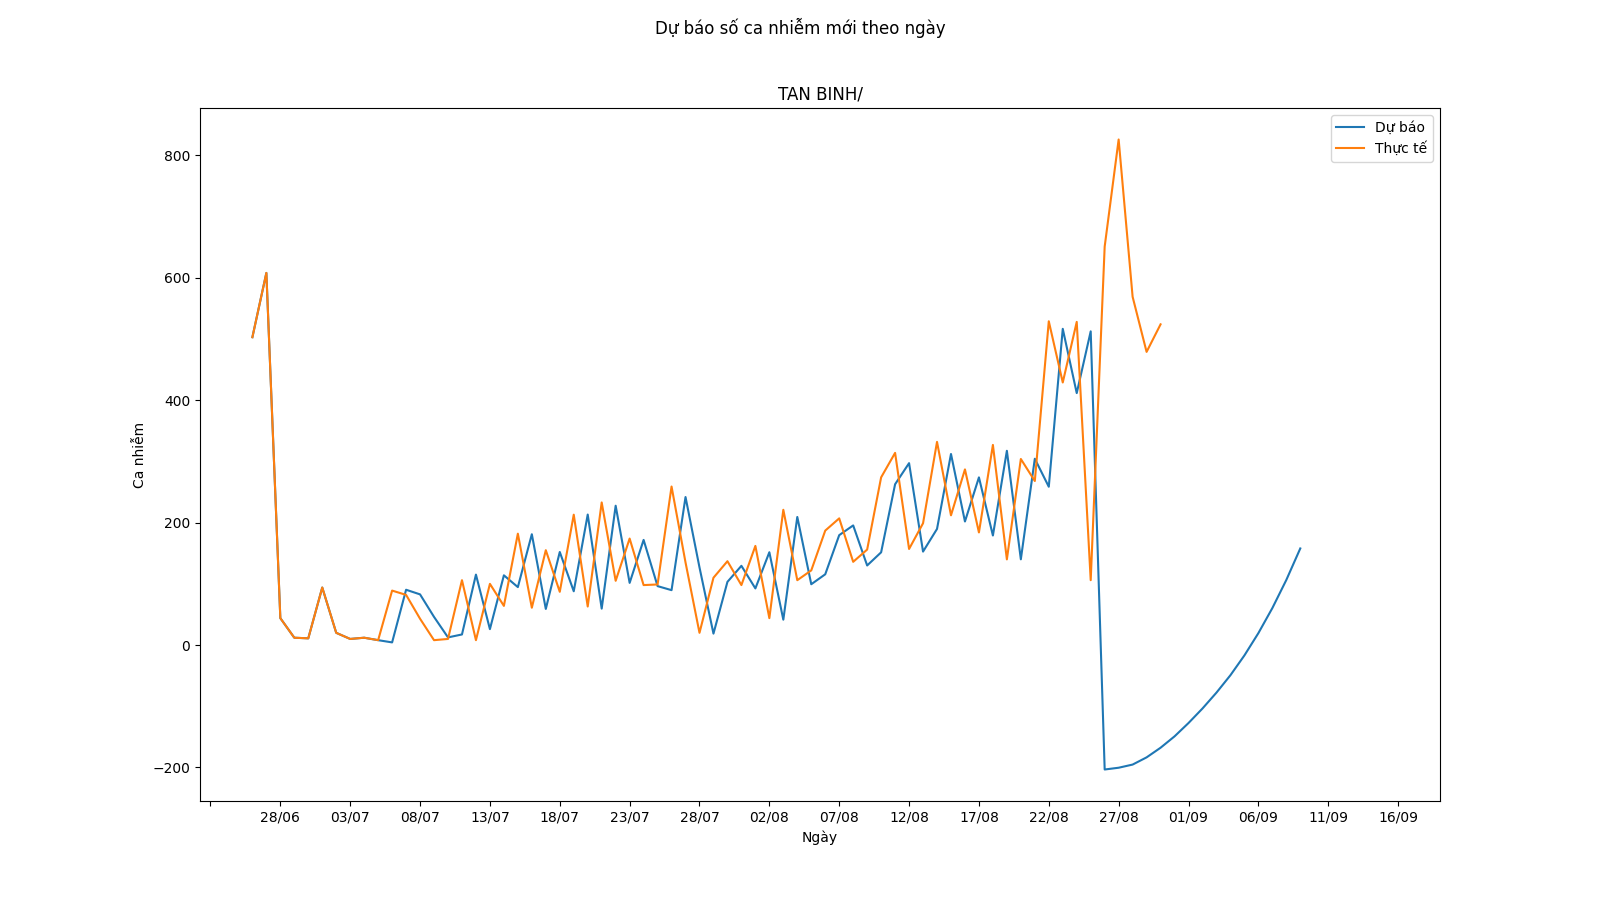 Dự báo số ca nhiễm mới theo ngày
TAN BINH/
Dự báo
Thực tế
Ca nhiễm
800
600
400
200
0
−200
28/06 03/07 08/07 13/07 18/07 23/07 28/07 02/08 07/08 12/08 17/08 22/08 27/08 01/09 06/09 11/09 16/09
Ngày